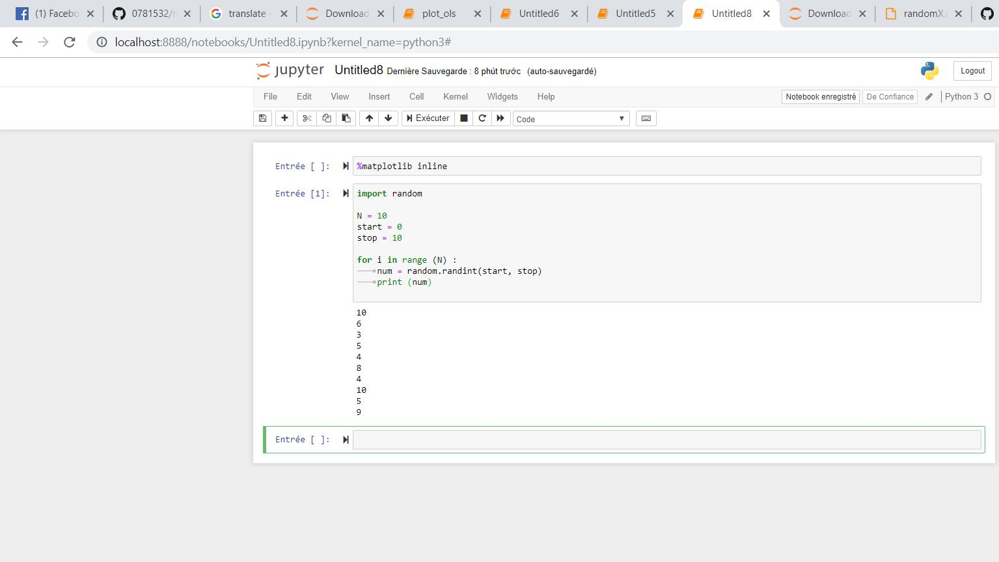 (1) Facebo
0781532/
translate -
Download
plot_ols
Untitled6
Untitled5
Untitled8
Download
randomX.
localhost:8888/notebooks/Untitled8.ipynb?kernel_name=python3#
jupyter Untitled8 Dernière Sauvegarde : 8 phút trước (auto-sauvegardé)
Logout
File Edit View Insert Cell Kernel Widgets Help
Notebook enregistré De Confiance Python 3
Exécuter Code
Entrée [ ]: %matplotlib inline
Entrée [1]: import random
N = 10
start = 0
stop = 10
for i in range (N) :
num = random.randint(start, stop)
print (num)
10
6
3
5
4
8
4
10
5
9
Entrée [ ]: